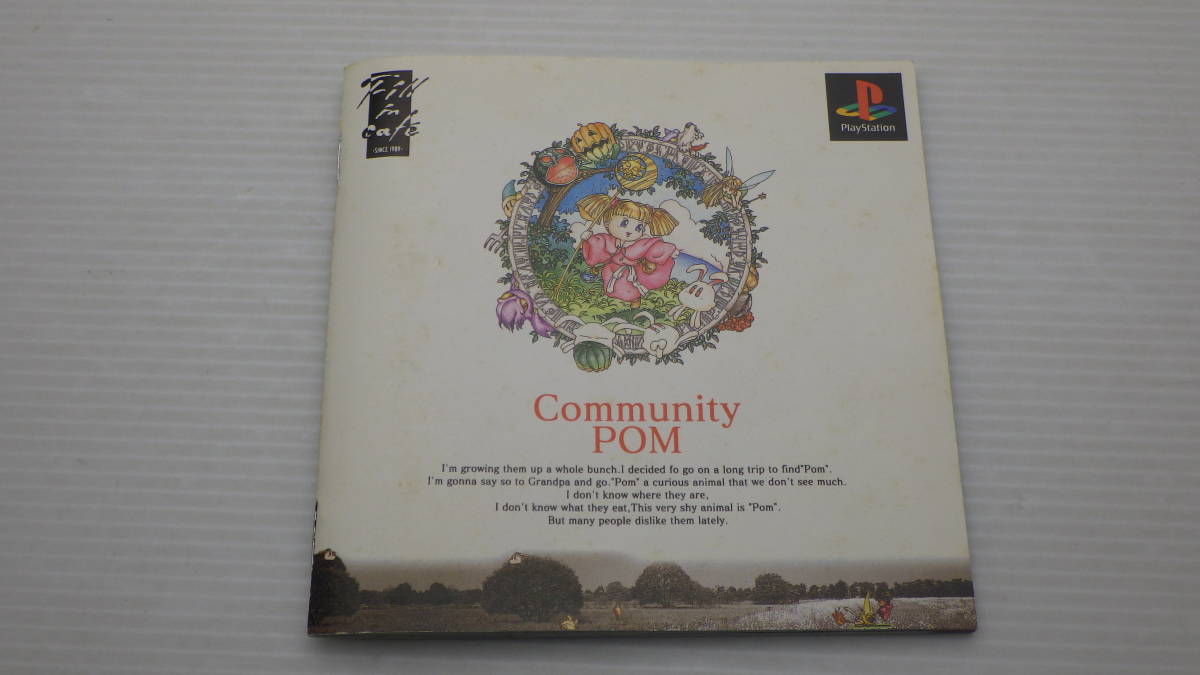 Fill
in
café
-SINCE 1989-
PlayStation
Community
POM
I'm growing them up a whole bunch.I decided fo go on a long trip to find"Pom".
I'm gonna say so to Grandpa and go."Pom" a curious animal that we don't see much.
I don't know where they are,
I don't know what they eat,This very shy animal is "Pom".
But many people dislike them lately.